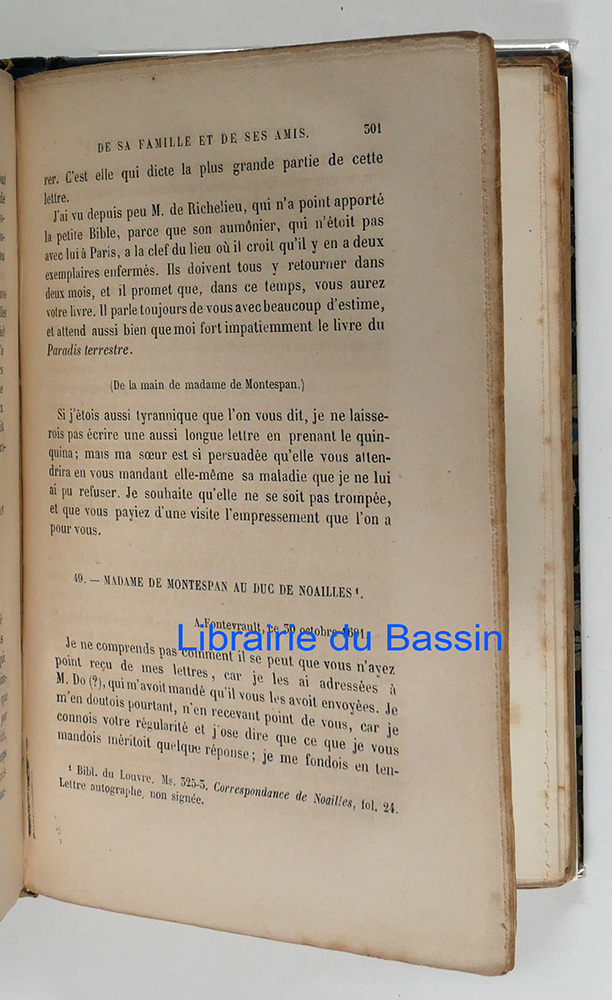 DE SA FAMILLE ET DE SES AMIS. 301
rer. C'est elle qui dicte la plus grande partie de cette
lettre.
J'ai vu depuis peu M. de Richelieu, qui n'a point apporté
la petite Bible, parce que son aumônier, qui n'étoit pas
avec lui à Paris, a la clef du lieu où il croit qu'il y en a deux
exemplaires enfermés. Ils doivent tous y retourner dans
deux mois, et il promet que, dans ce temps, vous aurez
votre livre. Il parle toujours de vous avec beaucoup d'estime,
et attend aussi bien que moi fort impatiemment le livre du
Paradis terrestre.
(De la main de madame de Montespan.)
Si j'étois aussi tyrannique que l'on vous dit, je ne laisse-
rois pas écrire une aussi longue lettre en prenant le quin-
quina; mais ma sœur est si persuadée qu'elle vous atten-
drira en vous mandant elle-même sa maladie que je ne lui
ai pu refuser. Je souhaite qu'elle ne se soit pas trompée,
et que vous payiez d'une visite l'empressement que l'on a
pour vous.
49. — MADAME DE MONTESPAN AU DUC DE NOAILLES¹.
A Fontevrault, ce 30 octobre 1691.
Librairie du Bassin
Je ne comprends pas comment il se peut que vous n'ayez
point reçu de mes lettres, car je les ai adressées à
M. Do (?), qui m'avoit mandé qu'il vous les avoit envoyées. Je
m'en doutois pourtant, n'en recevant point de vous, car je
connois votre régularité et j'ose dire que ce que je vous
mandois méritoit quelque réponse; je me fondois en ten-
¹ Bibl. du Louvre. Ms. 325-3. Correspondance de Noailles, fol. 24.
Lettre autographe, non signée.